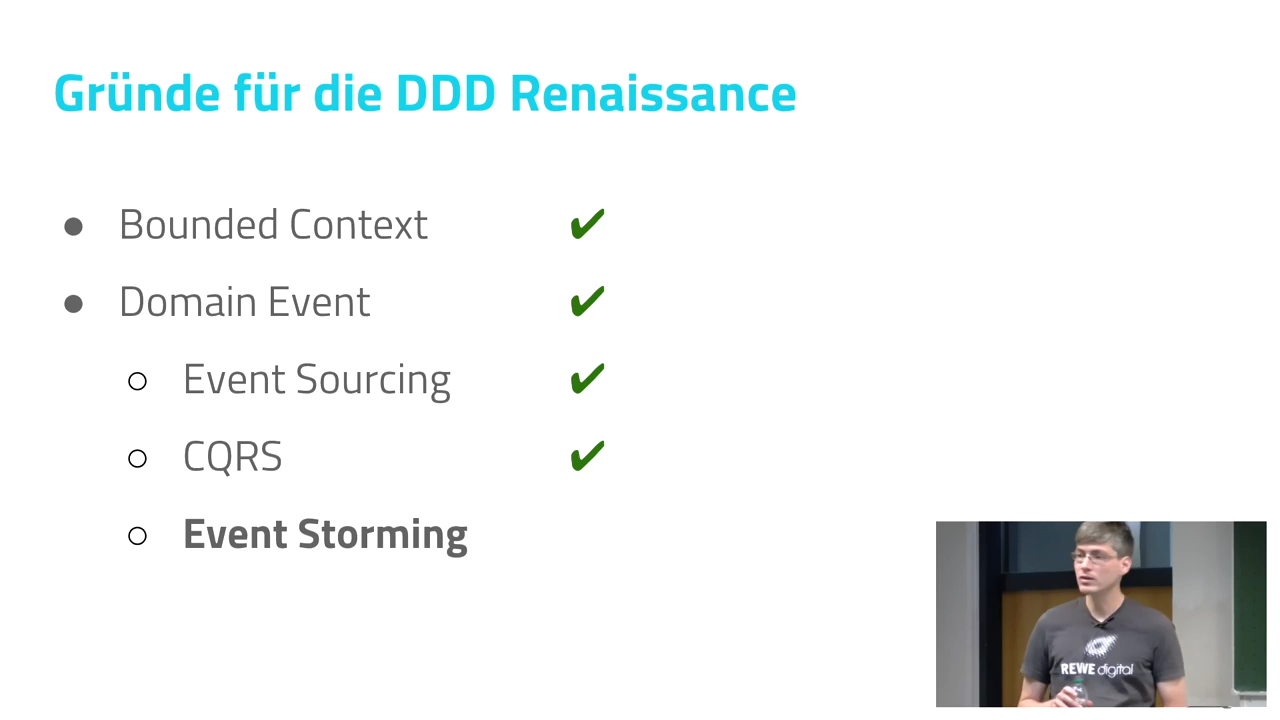 Gründe für die DDD Renaissance
● Bounded Context ✔
● Domain Event ✔
○ Event Sourcing ✔
○ CQRS ✔
○ Event Storming
REWE digital